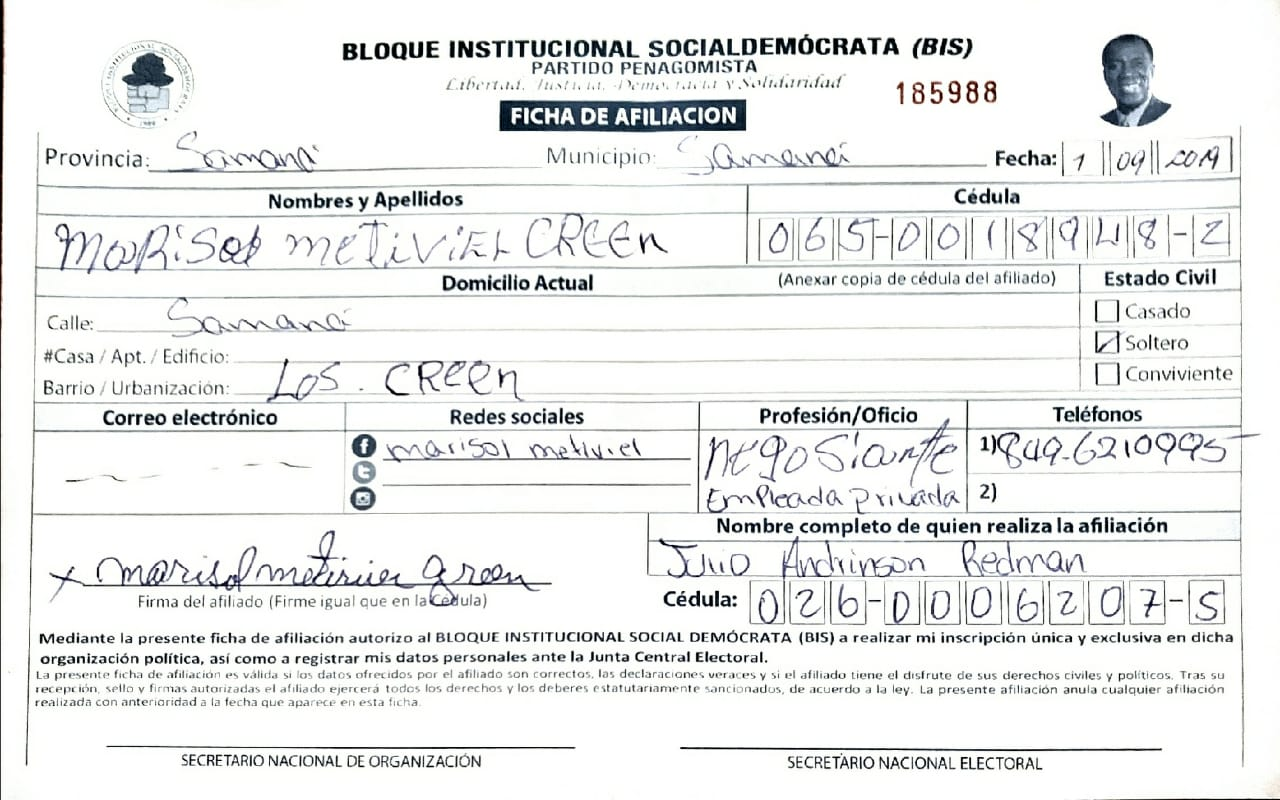 BLOQUE INSTITUCIONAL SOCIALDEMÓCRATA (BIS)
PARTIDO PEÑAGOMISTA
Libertad, Justicia, Democracia y Solidaridad
185988
FICHA DE AFILIACION
Provincia: Samaná Municipio: Samaná Fecha: 1 09 2019
Nombres y Apellidos Cédula
MARiSol METiViEL CREEN 065-0018948-2
Domicilio Actual (Anexar copia de cédula del afiliado) Estado Civil
Calle: Samaná Casado
#Casa / Apt. / Edificio: Soltero
Barrio / Urbanización: Los. CREEN Conviviente
Correo electrónico Redes sociales Profesión/Oficio Teléfonos
marisol metiviel NEgoSiante 1) 849-6210995
EmpLeada privada 2)
Nombre completo de quien realiza la afiliación
Julio Andrinson Redman
x marisol metivier green
Firma del afiliado (Firme igual que en la Cédula) Cédula: 026-0006207-5
Mediante la presente ficha de afiliación autorizo al BLOQUE INSTITUCIONAL SOCIAL DEMÓCRATA (BIS) a realizar mi inscripción única y exclusiva en dicha
organización política, así como a registrar mis datos personales ante la Junta Central Electoral.
La presente ficha de afiliación es válida si los datos ofrecidos por el afiliado son correctos, las declaraciones veraces y si el afiliado tiene el disfrute de sus derechos civiles y políticos. Tras su
recepción, sello y firmas autorizadas el afiliado ejercerá todos los derechos y los deberes estatutariamente sancionados, de acuerdo a la ley. La presente afiliación anula cualquier afiliación
realizada con anterioridad a la fecha que aparece en esta ficha.
SECRETARIO NACIONAL DE ORGANIZACIÓN SECRETARIO NACIONAL ELECTORAL